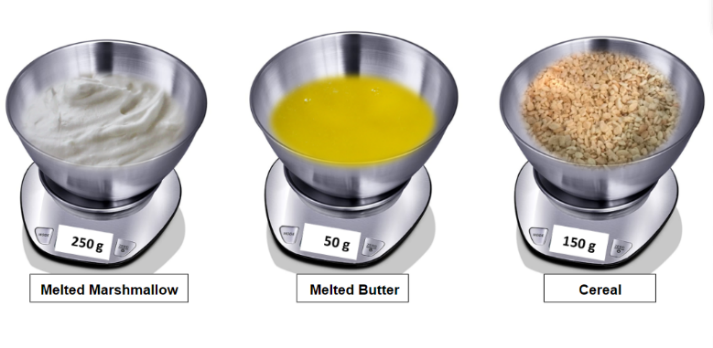 250 g
50 g
150 g
Melted Marshmallow
Melted Butter
Cereal